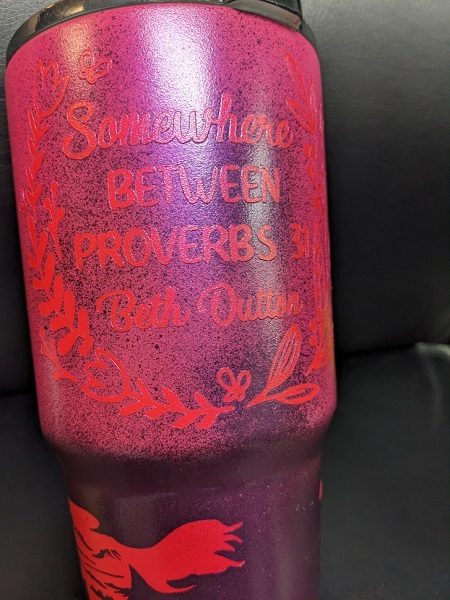 Somewhere
BETWEEN
PROVERBS 31
Beth Dutton